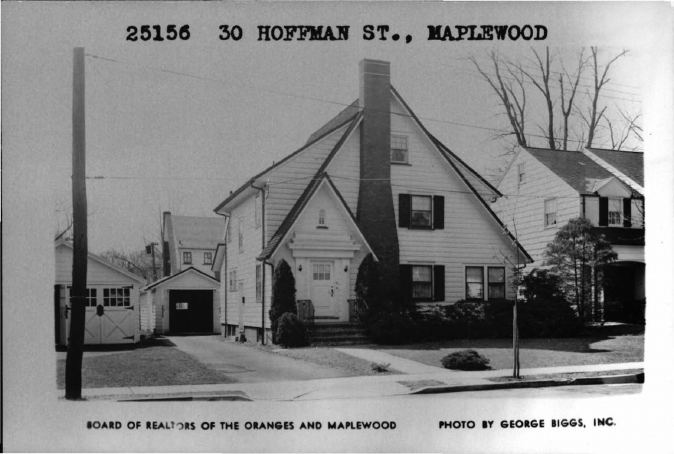 25156 30 HOFFMAN ST., MAPLEWOOD
BOARD OF REALTORS OF THE ORANGES AND MAPLEWOOD PHOTO BY GEORGE BIGGS, INC.